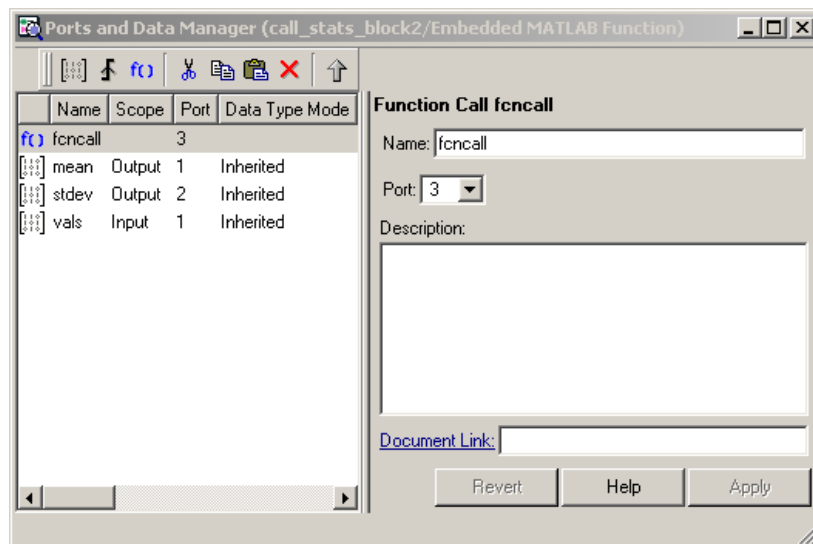 Ports and Data Manager (call_stats_block2/Embedded MATLAB Function)
f()
Name Scope Port Data Type Mode
f() fcncall 3
mean Output 1 Inherited
stdev Output 2 Inherited
vals Input 1 Inherited
Function Call fcncall
Name: fcncall
Port: 3
Description:
Document Link:
Revert Help Apply